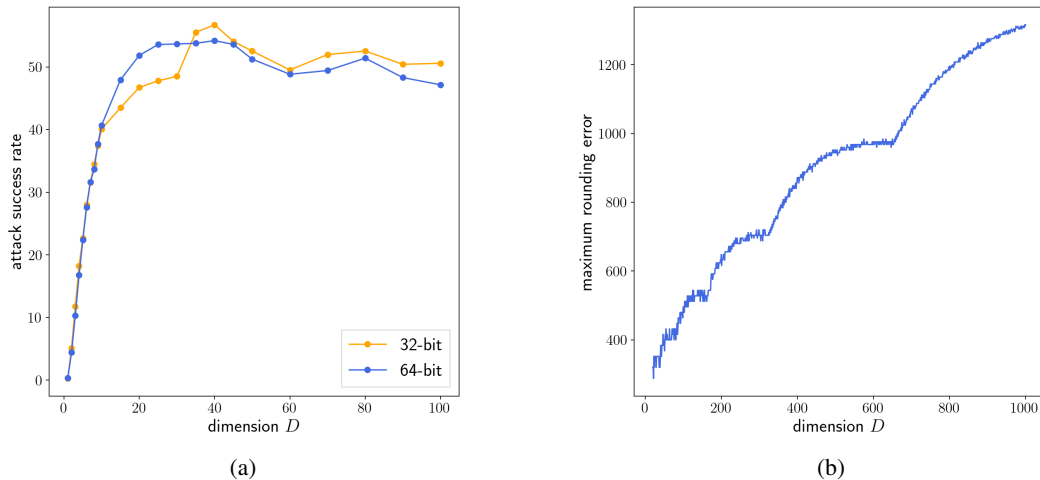 attack success rate
50
40
30
20
10
0
0 20 40 60 80 100
dimension D
32-bit
64-bit
(a)
maximum rounding error
1200
1000
800
600
400
0 200 400 600 800 1000
dimension D
(b)